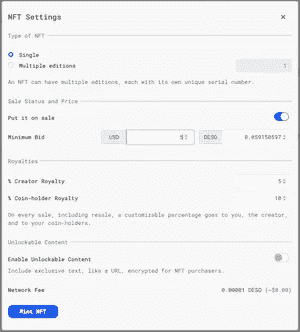 NFT Settings
Type of NFT
Single
Multiple editions 1
An NFT can have multiple editions, each with its own unique serial number.
Sale Status and Price
Put it on sale
Minimum Bid USD 5 DESO 0.059150597
Royalties
% Creator Royalty 5
% Coin-holder Royalty 10
On every sale, including resale, a customizable percentage goes to you, the creator,
and to your coin-holders.
Unlockable Content
Enable Unlockable Content
Include exclusive text, like a URL, encrypted for NFT purchasers.
Network Fee 0.00001 DESO (~$0.00)
Mint NFT